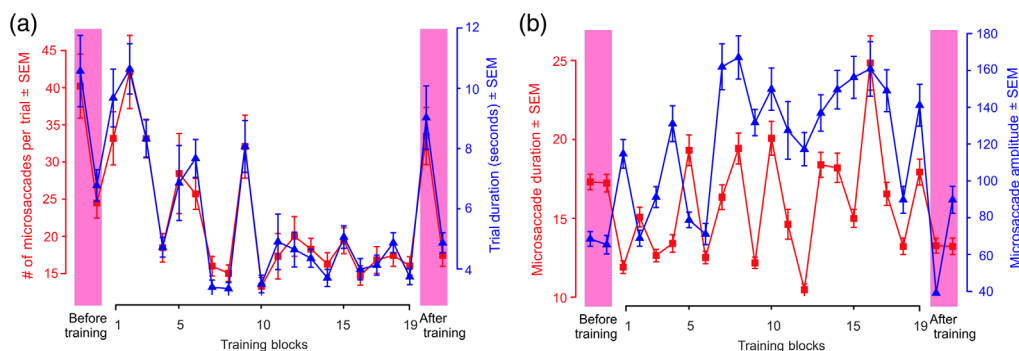 (a)
# of microsaccades per trial ± SEM
45
40
35
30
25
20
15
12
10
8
6
4
Trial duration (seconds) ± SEM
Before
training
1
5
10
15
19
After
training
Training blocks
(b)
Microsaccade duration ± SEM
25
20
15
10
180
160
140
120
100
80
60
40
Microsaccade amplitude ± SEM
Before
training
1
5
10
15
19
After
training
Training blocks